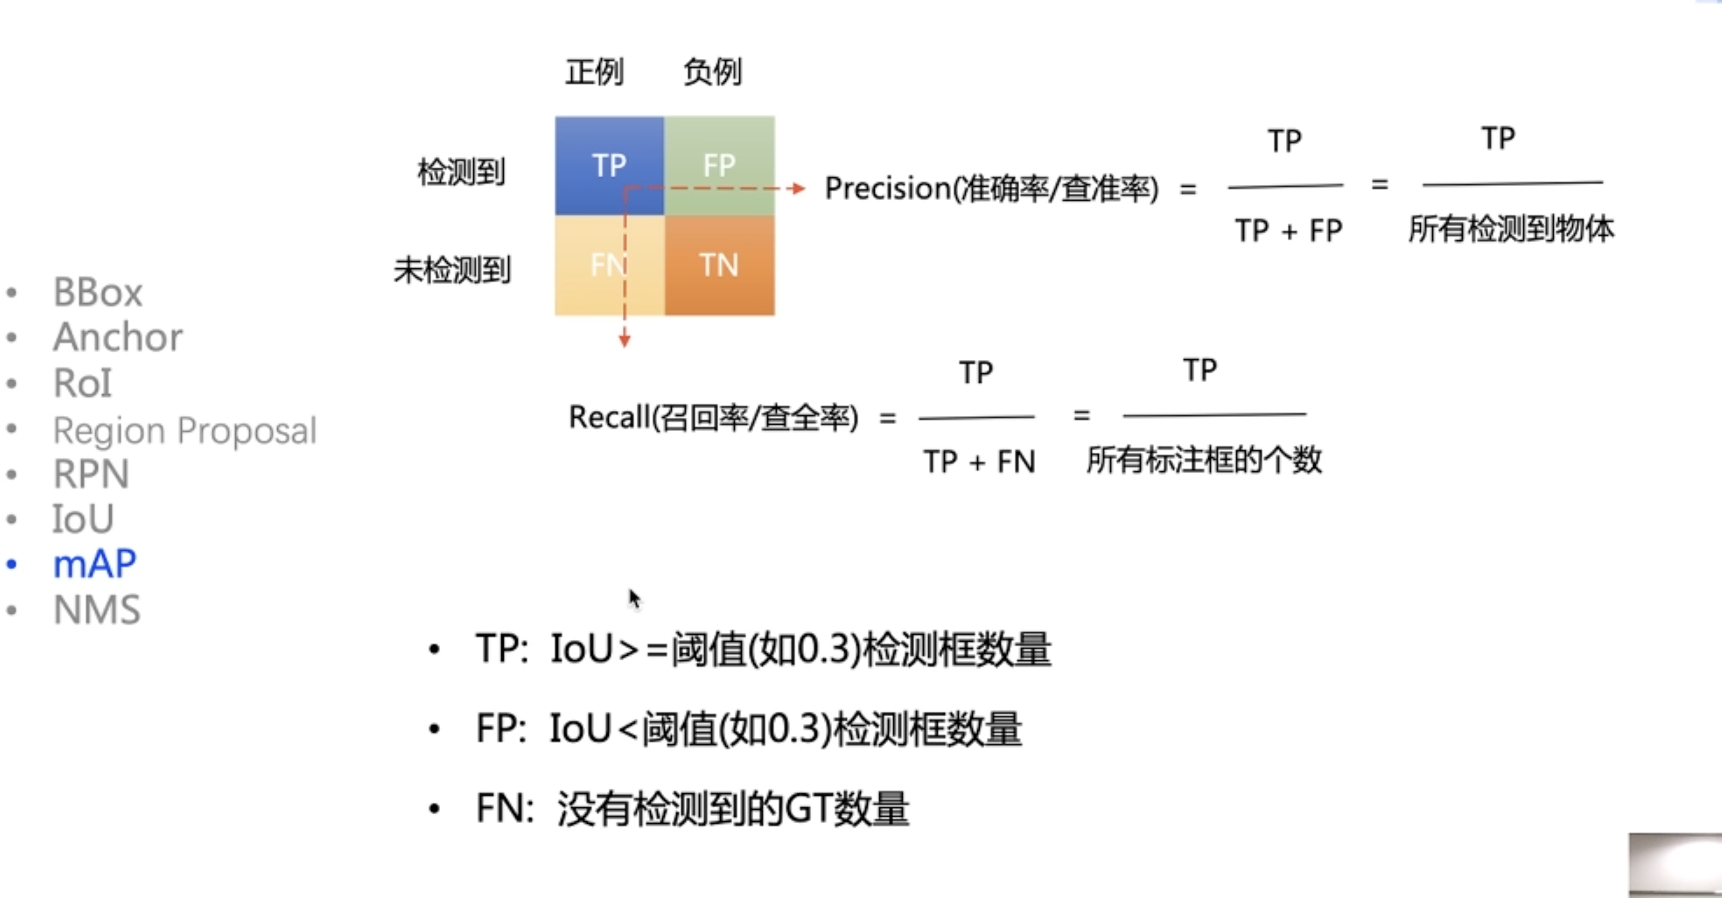 正例 负例
检测到 TP FP
未检测到 FN TN
Precision(准确率/查准率) = TP / TP + FP = TP / 所有检测到物体
Recall(召回率/查全率) = TP / TP + FN = TP / 所有标注框的个数
• BBox
• Anchor
• RoI
• Region Proposal
• RPN
• IoU
• mAP
• NMS
• TP: IoU>=阈值(如0.3)检测框数量
• FP: IoU<阈值(如0.3)检测框数量
• FN: 没有检测到的GT数量